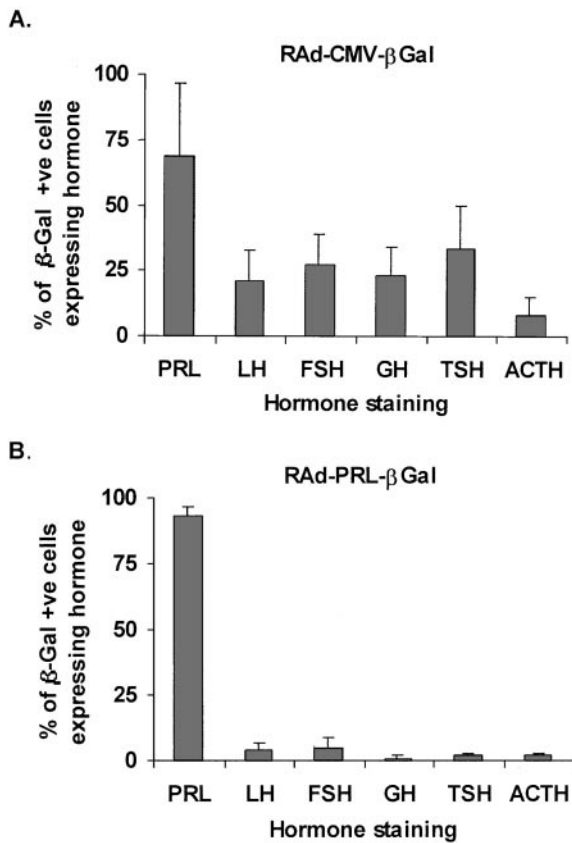 A.
RAd-CMV-βGal
% of β-Gal +ve cells
expressing hormone
100
75
50
25
0
PRL LH FSH GH TSH ACTH
Hormone staining
B.
RAd-PRL-βGal
% of β-Gal +ve cells
expressing hormone
100
75
50
25
0
PRL LH FSH GH TSH ACTH
Hormone staining